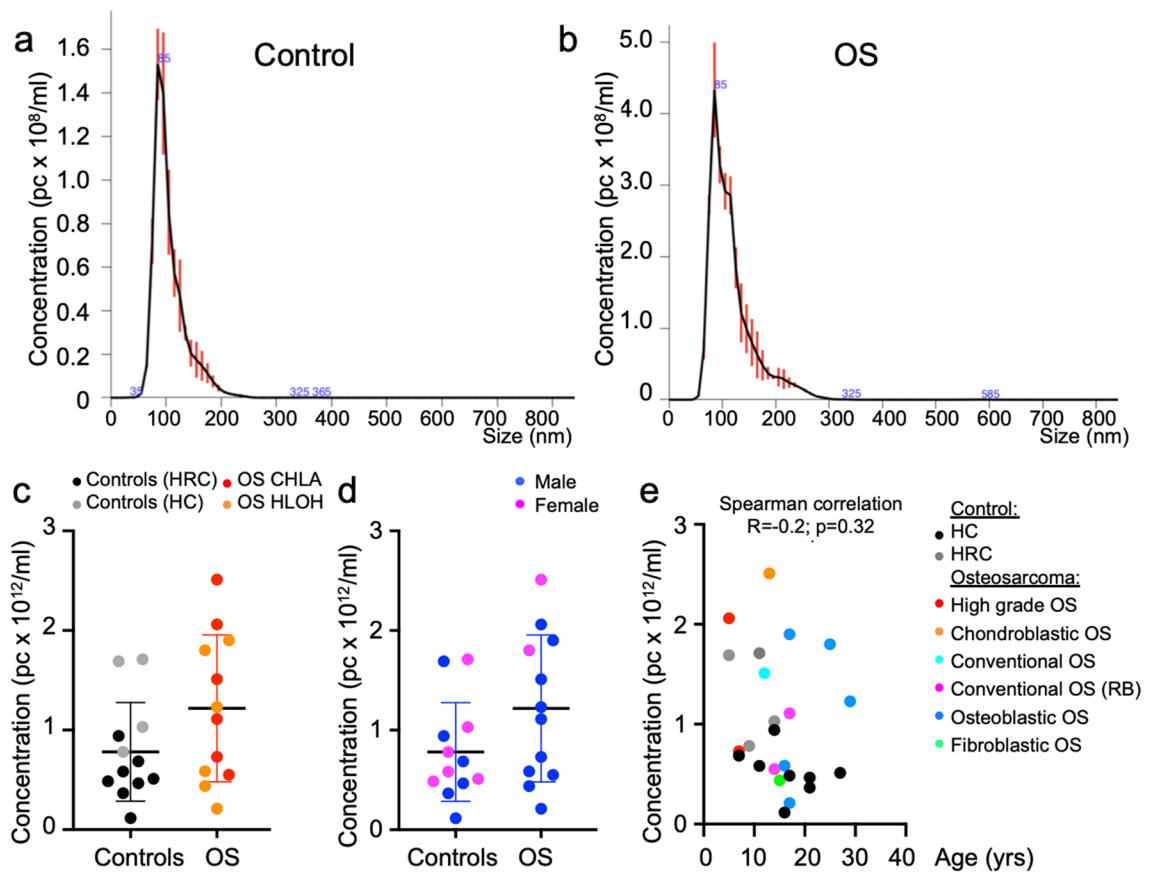 a
Control
Concentration (pc x 10⁸/ml)
1.6
1.4
1.2
1.0
0.8
0.6
0.4
0.2
0
85
35
325 365
0 100 200 300 400 500 600 700 800
Size (nm)
b
OS
Concentration (pc x 10⁸/ml)
5.0
4.0
3.0
2.0
1.0
0
85
325
585
0 100 200 300 400 500 600 700 800
Size (nm)
c
Controls (HRC)
OS CHLA
Controls (HC)
OS HLOH
Concentration (pc x 10¹²/ml)
3
2
1
0
Controls OS
d
Male
Female
Concentration (pc x 10¹²/ml)
3
2
1
0
Controls OS
e
Spearman correlation
R=-0.2; p=0.32
Concentration (pc x 10¹²/ml)
3
2
1
0
0 10 20 30 40 Age (yrs)
Control:
HC
HRC
Osteosarcoma:
High grade OS
Chondroblastic OS
Conventional OS
Conventional OS (RB)
Osteoblastic OS
Fibroblastic OS